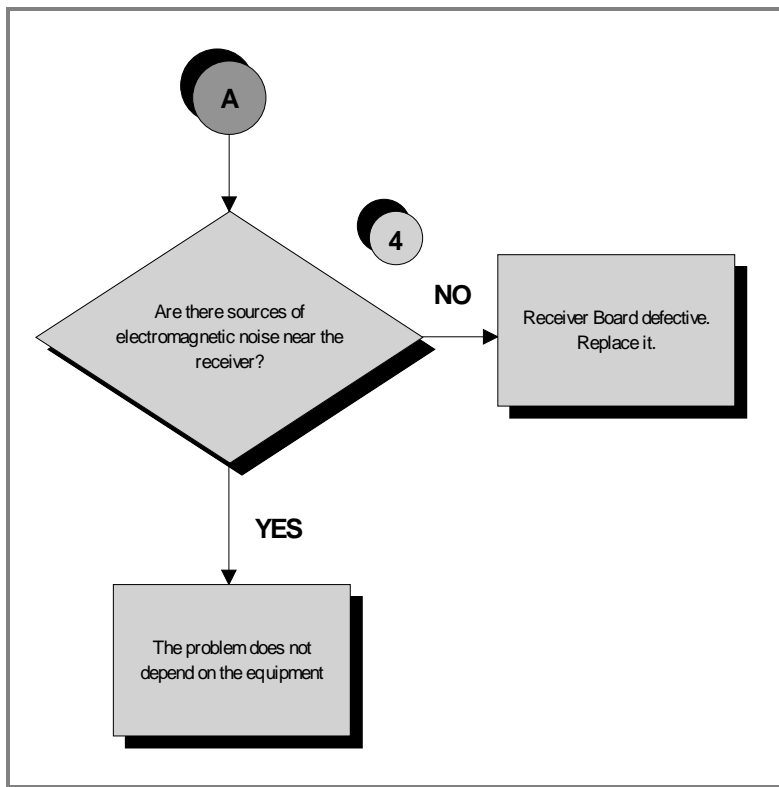 A
4
Are there sources of
electromagnetic noise near the
receiver?
NO
Receiver Board defective.
Replace it.
YES
The problem does not
depend on the equipment